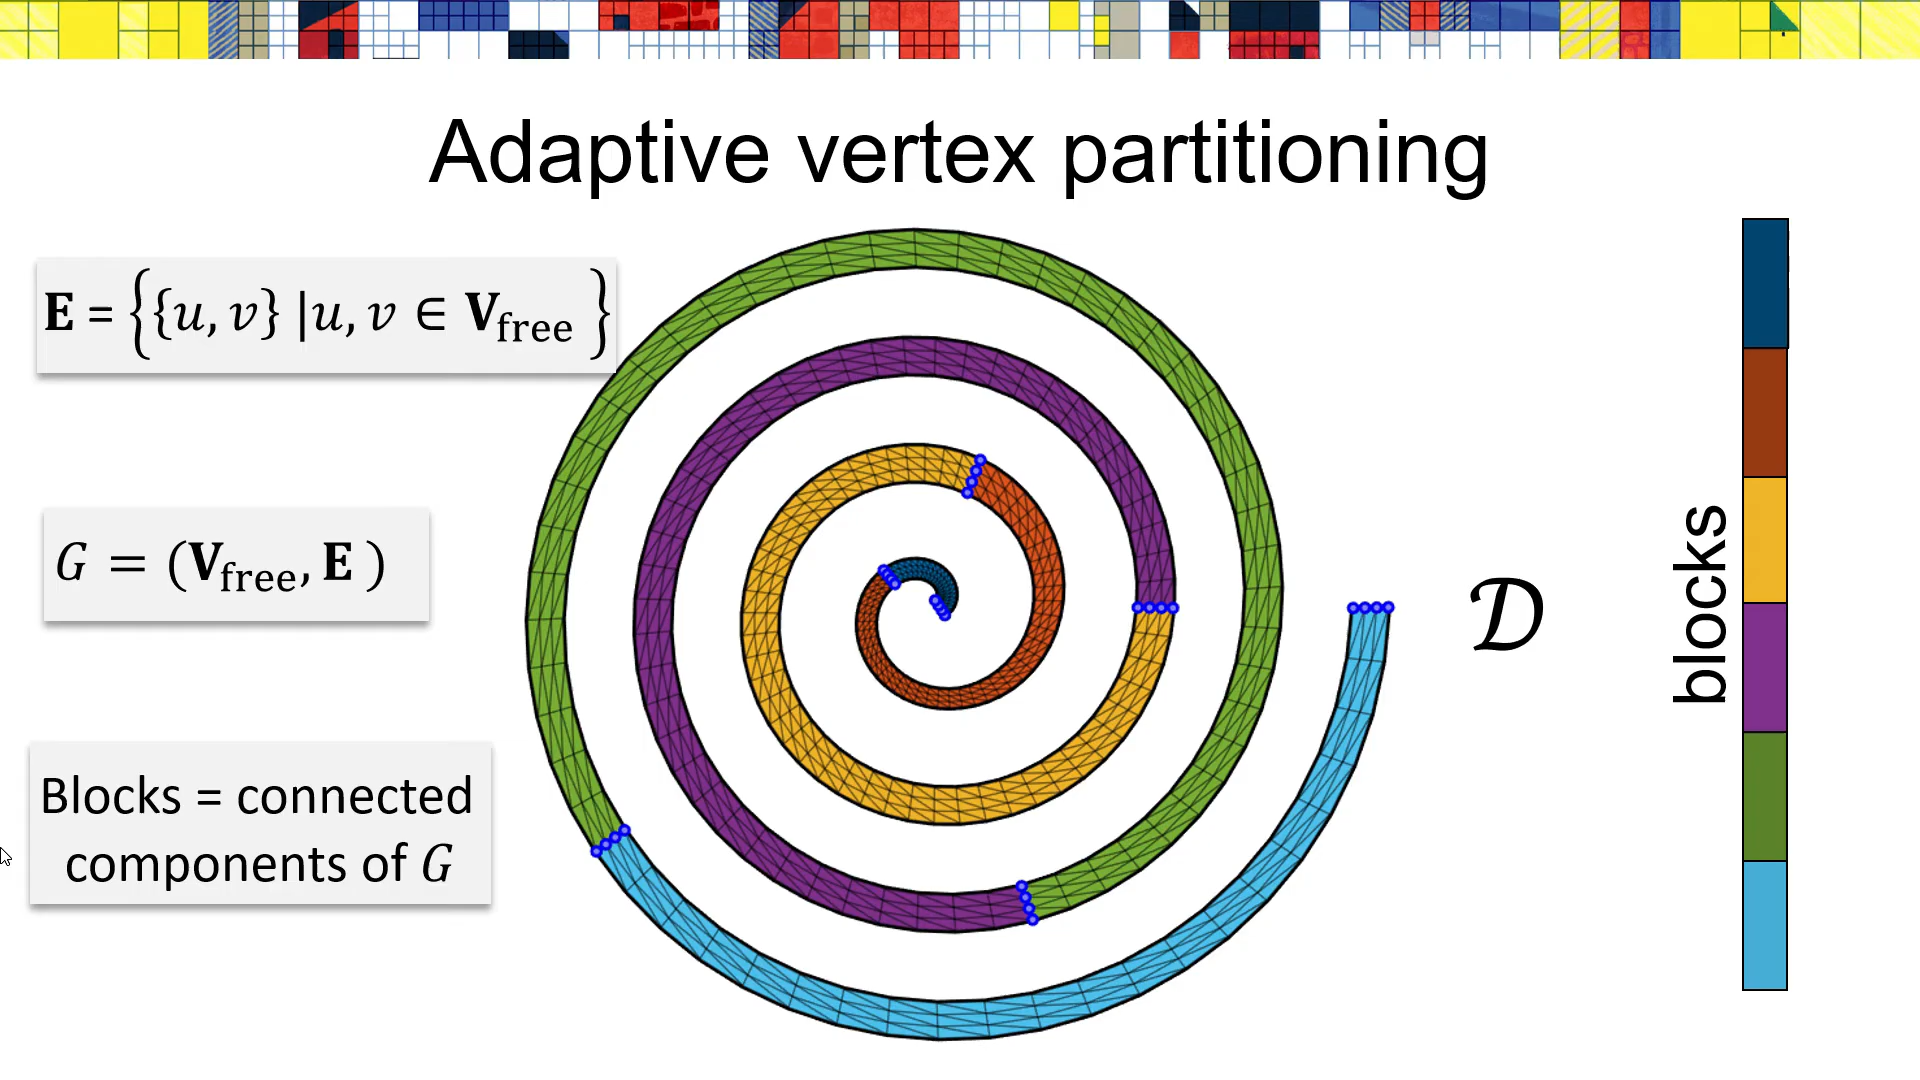 Adaptive vertex partitioning
𝐄 = {{𝑢, 𝑣} |𝑢, 𝑣 ∈ 𝐕free }
𝐺 = (𝐕free, 𝐄 )
Blocks = connected
components of 𝐺
𝒟
blocks